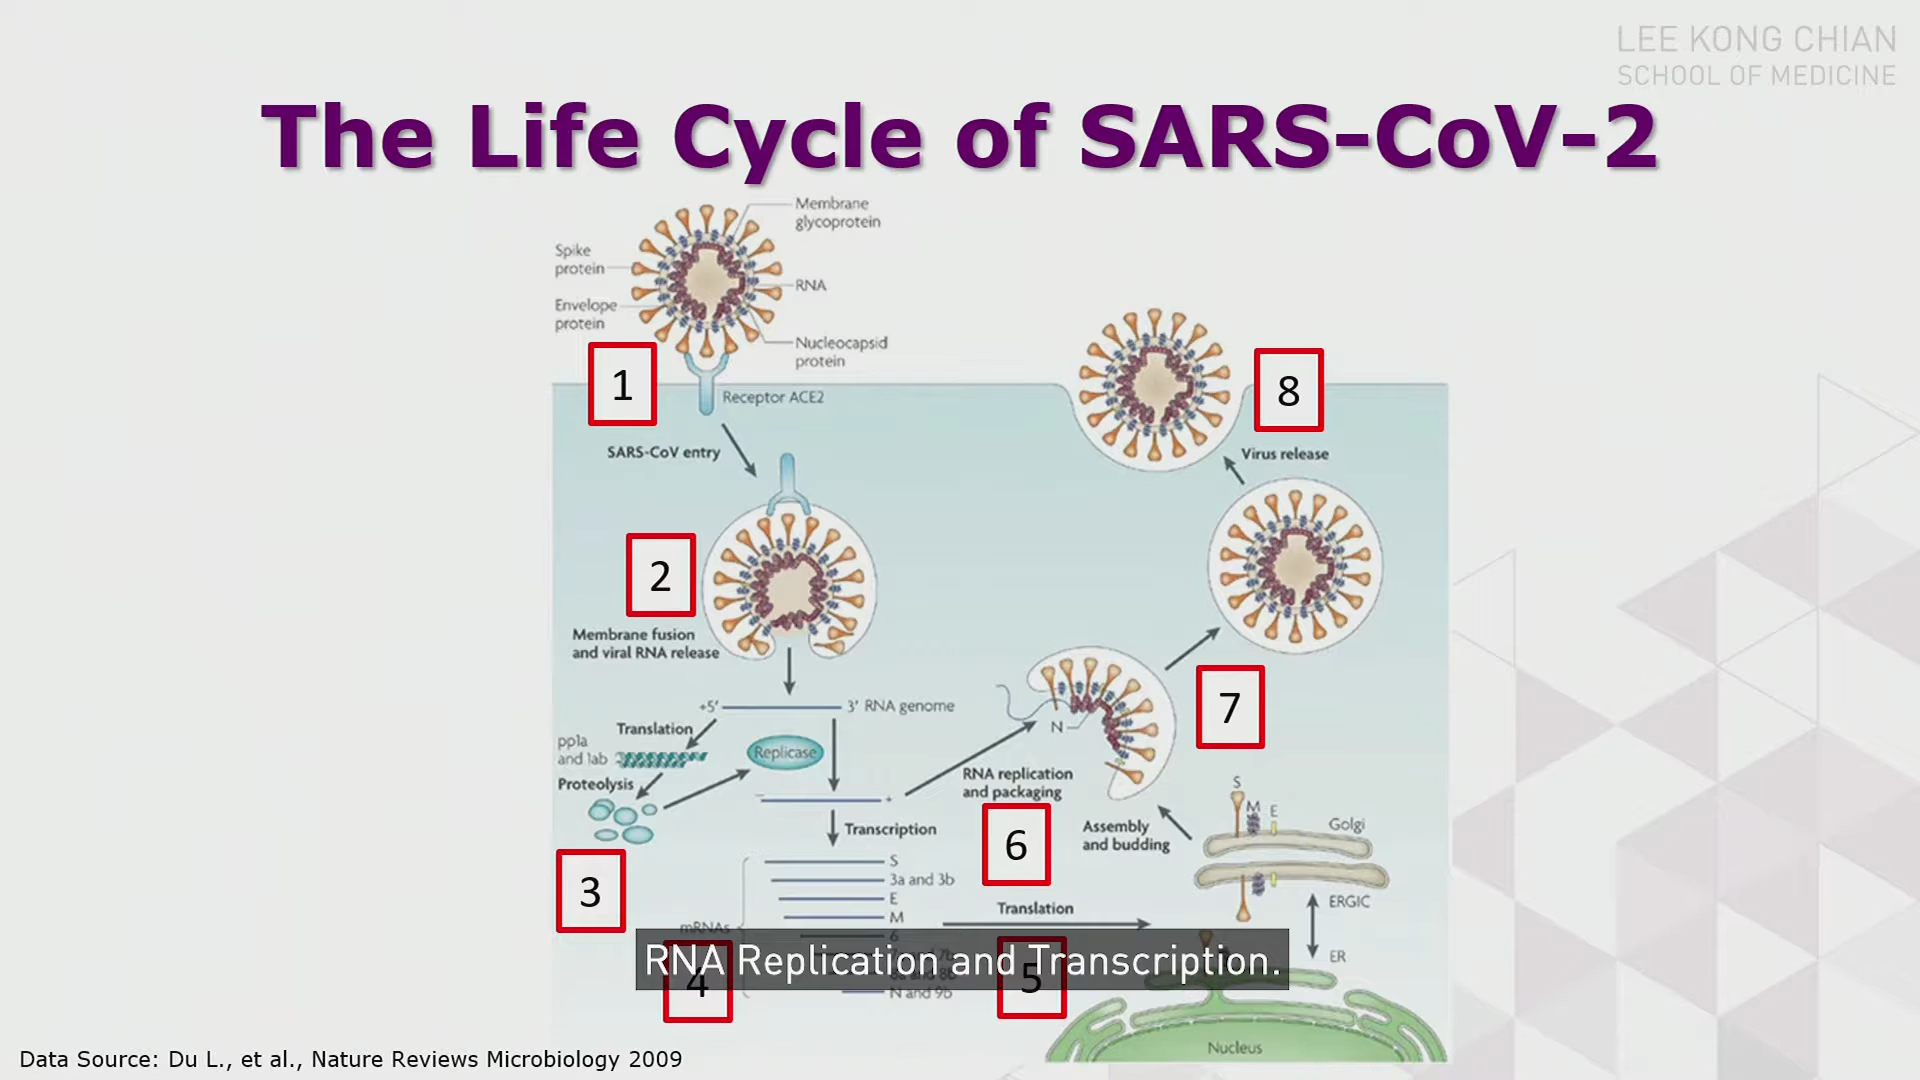 LEE KONG CHIAN
SCHOOL OF MEDICINE
The Life Cycle of SARS-CoV-2
Membrane
glycoprotein
Spike
protein
RNA
Envelope
protein
Nucleocapsid
protein
1
Receptor ACE2
8
SARS-CoV entry
Virus release
2
Membrane fusion
and viral RNA release
+5′
3′ RNA genome
Translation
pp1a
and 1ab
Replicase
Proteolysis
N
7
RNA replication
and packaging
–
+
Transcription
6
Assembly
and budding
S
M
E
Golgi
3
S
3a and 3b
E
M
6
mRNAs
Translation
ERGIC
ER
RNA Replication and Transcription.
4
5
N and 9b
Nucleus
Data Source: Du L., et al., Nature Reviews Microbiology 2009